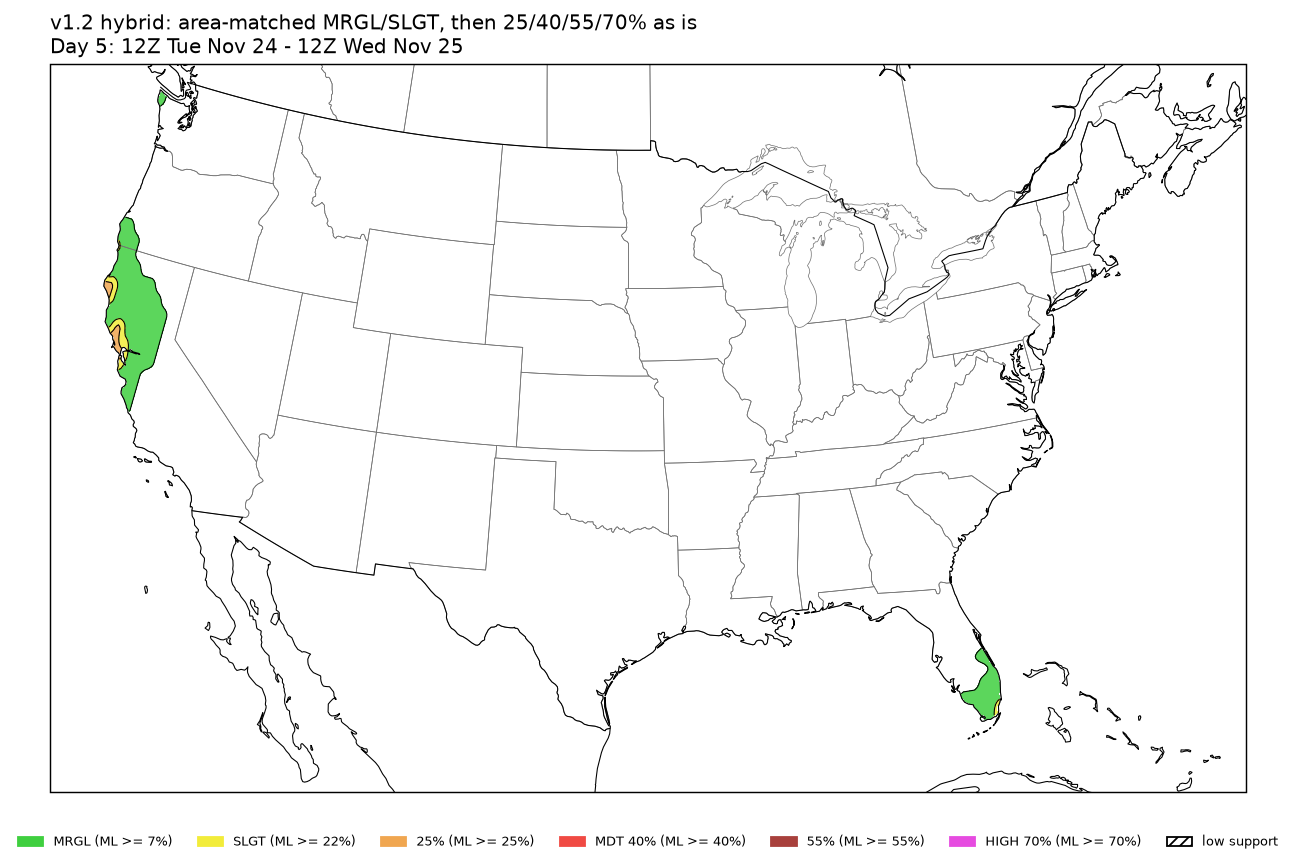 v1.2 hybrid: area-matched MRGL/SLGT, then 25/40/55/70% as is
Day 5: 12Z Tue Nov 24 - 12Z Wed Nov 25
MRGL (ML >= 7%) SLGT (ML >= 22%) 25% (ML >= 25%) MDT 40% (ML >= 40%) 55% (ML >= 55%) HIGH 70% (ML >= 70%) low support